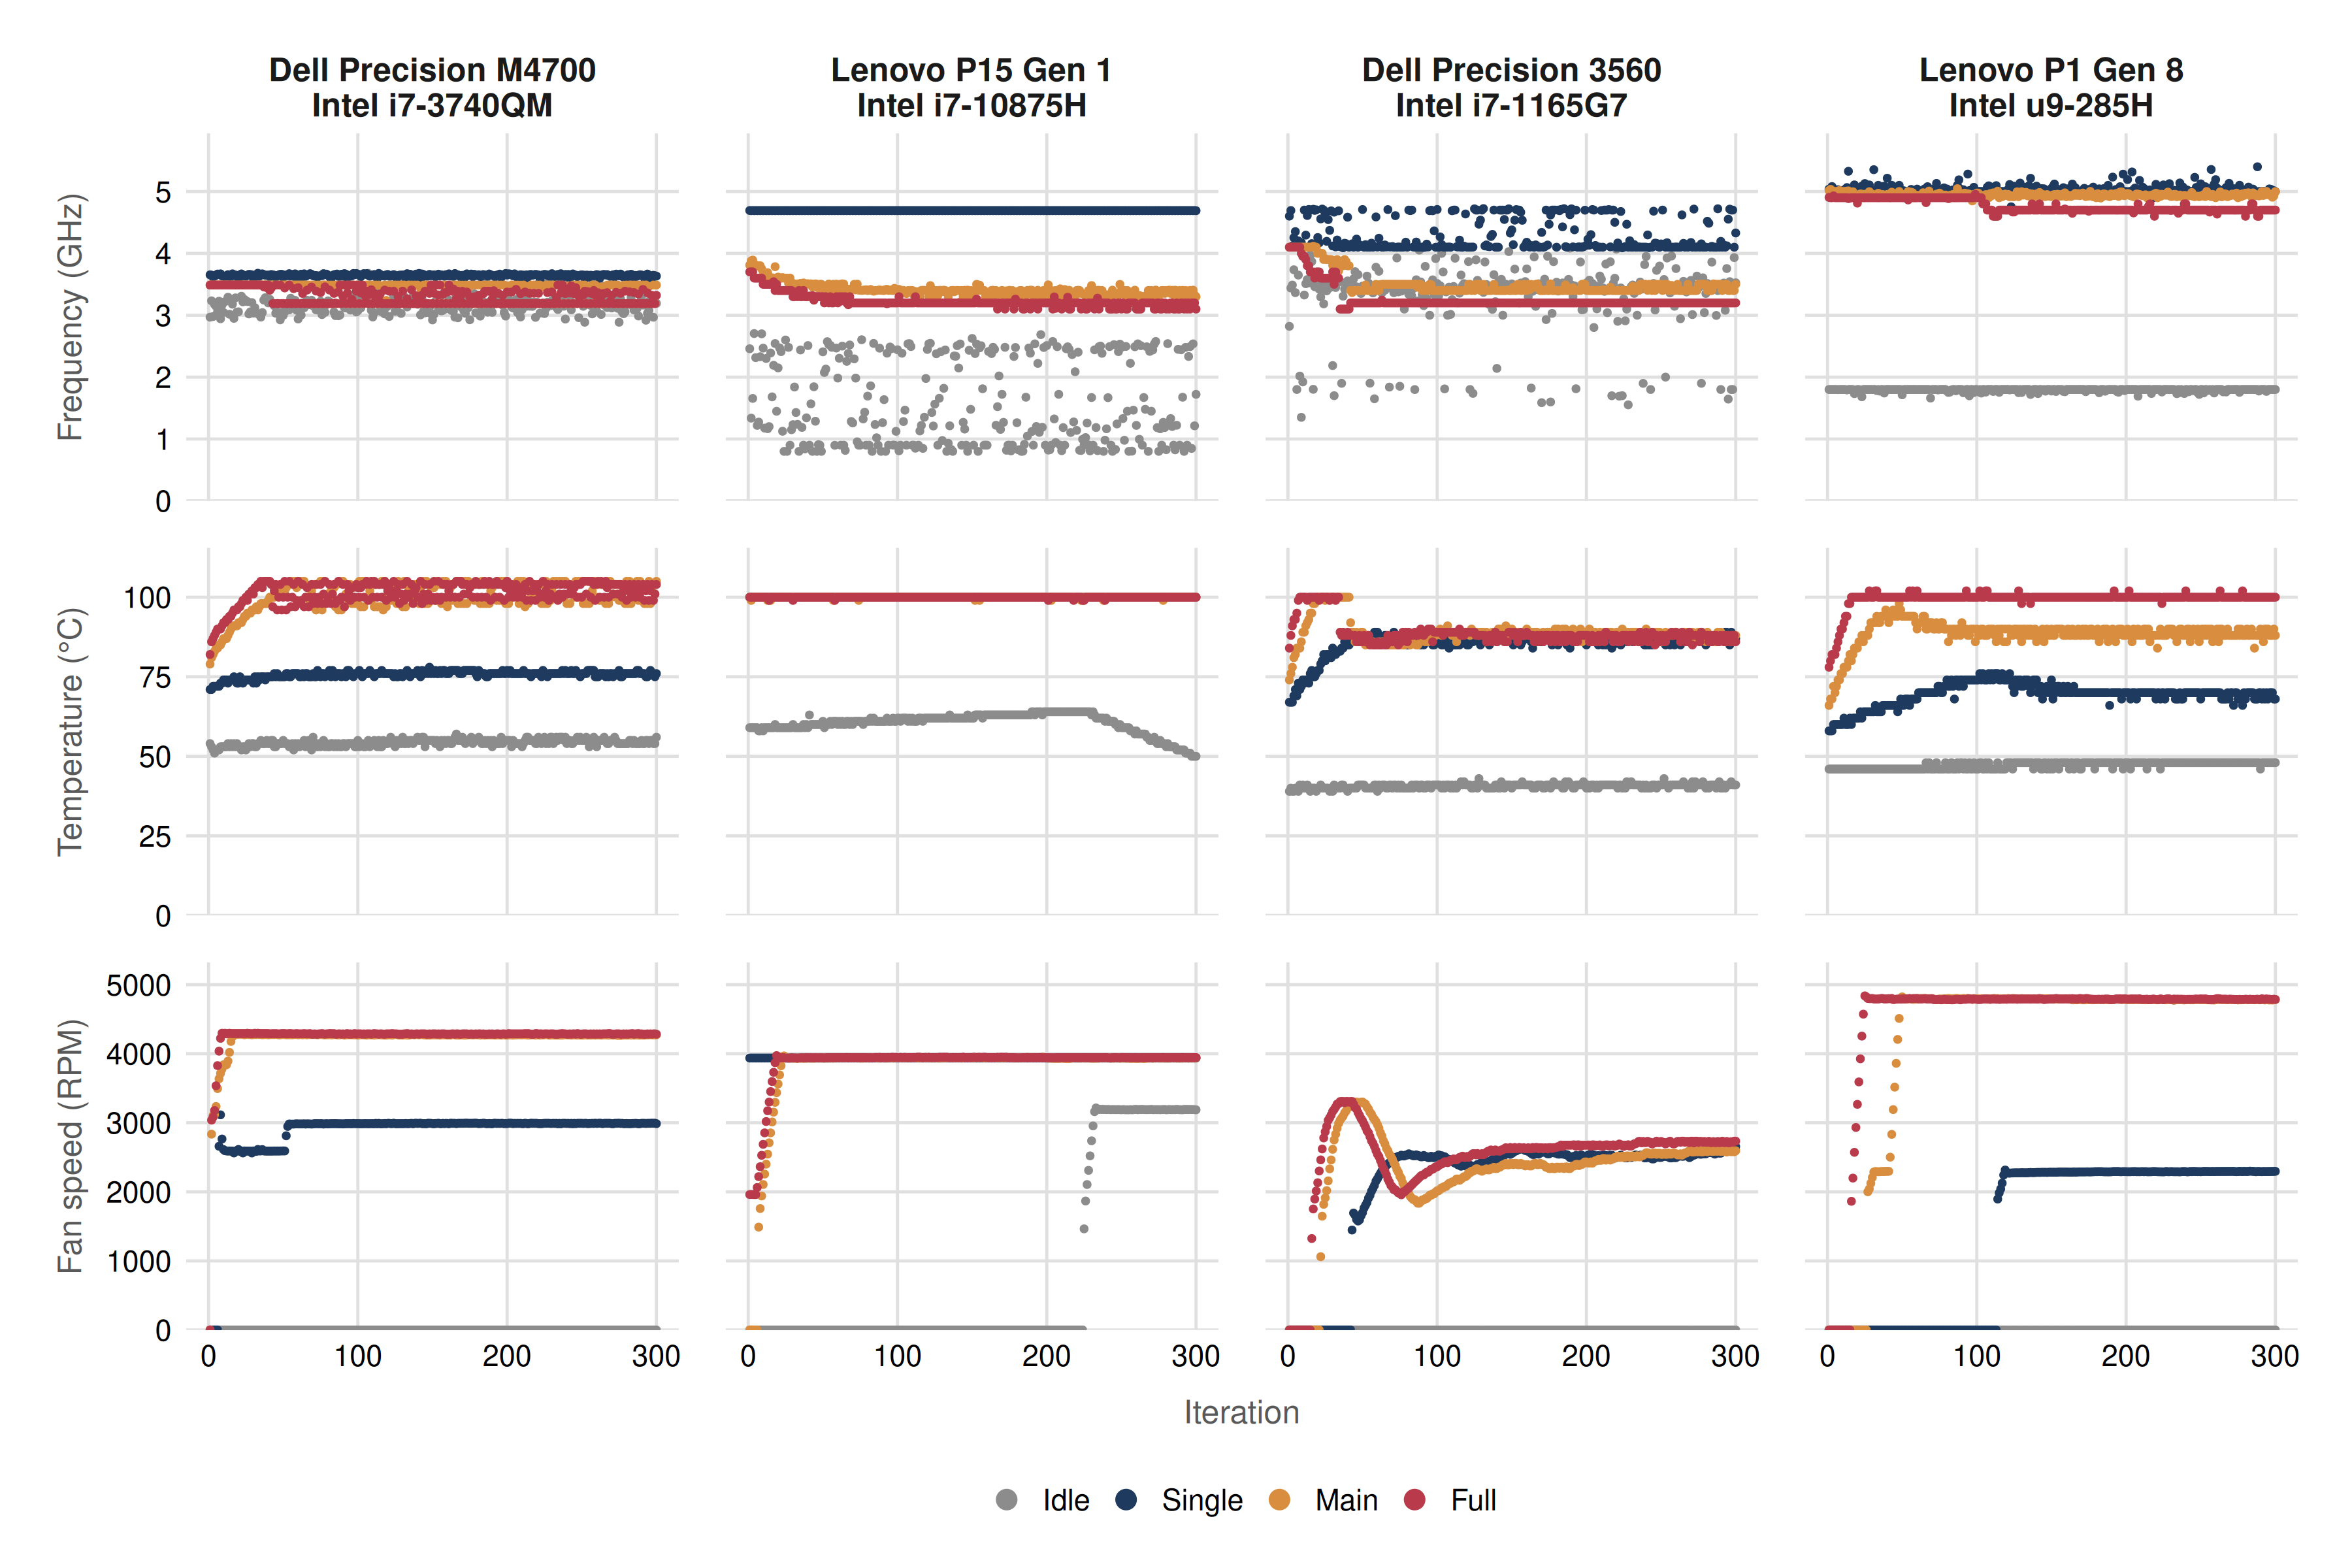 Dell Precision M4700
Intel i7-3740QM
Lenovo P15 Gen 1
Intel i7-10875H
Dell Precision 3560
Intel i7-1165G7
Lenovo P1 Gen 8
Intel u9-285H
Frequency (GHz)
5
4
3
2
1
0
Temperature (°C)
100
75
50
25
0
Fan speed (RPM)
5000
4000
3000
2000
1000
0
0 100 200 300
0 100 200 300
0 100 200 300
0 100 200 300
Iteration
Idle Single Main Full